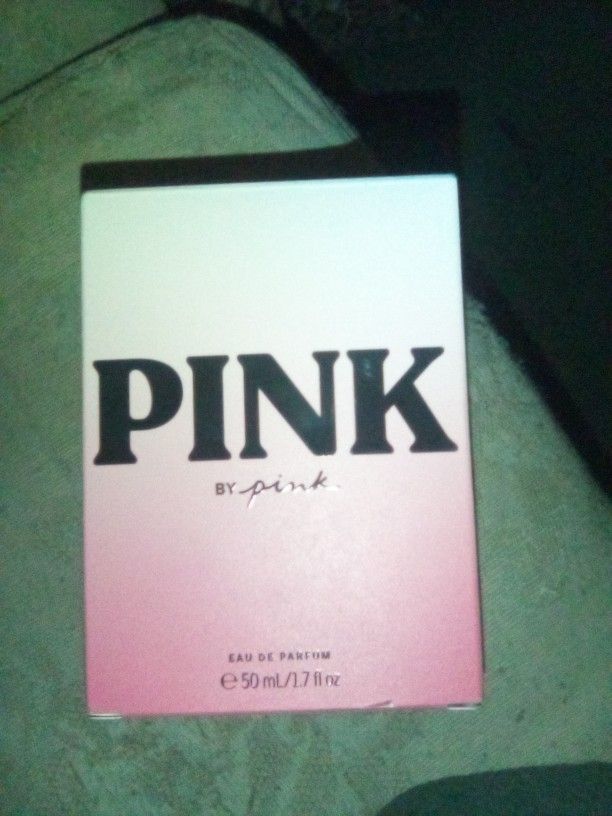 PINK
BY pink
EAU DE PARFUM
℮ 50 mL/1.7 fl oz